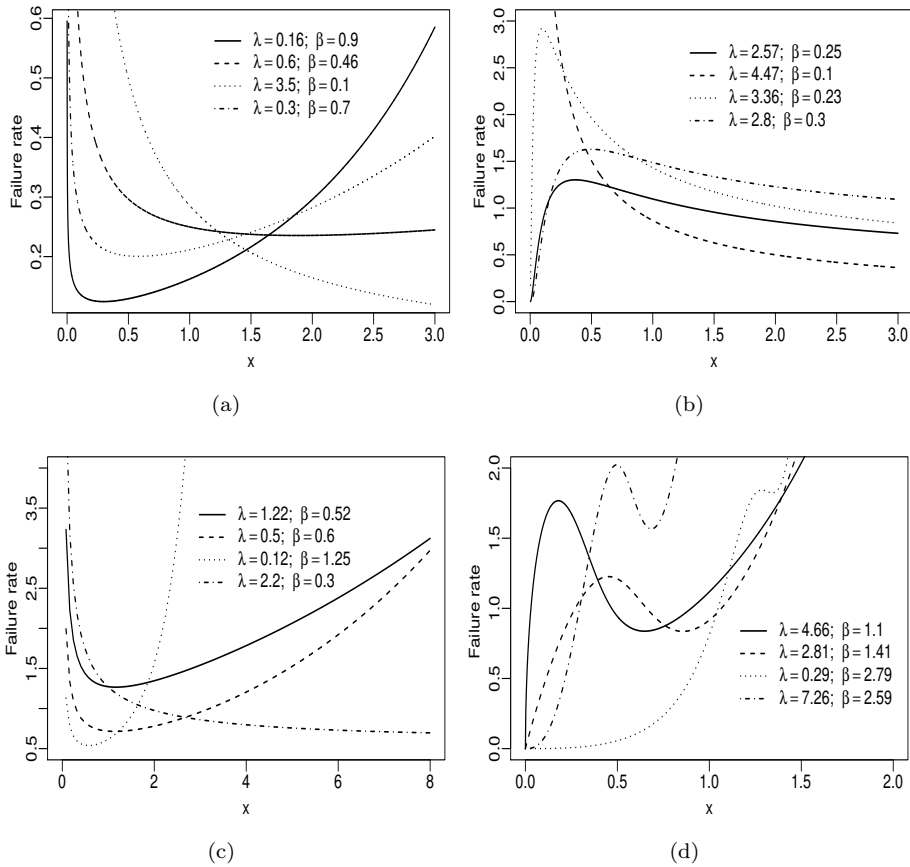 0.6
0.5
0.4
0.3
0.2
Failure rate
λ=0.16; β=0.9
λ=0.6; β=0.46
λ=3.5; β=0.1
λ=0.3; β=0.7
0.0 0.5 1.0 1.5 2.0 2.5 3.0
x
(a)
3.0
2.5
2.0
1.5
1.0
0.5
0.0
Failure rate
λ=2.57; β=0.25
λ=4.47; β=0.1
λ=3.36; β=0.23
λ=2.8; β=0.3
0.0 0.5 1.0 1.5 2.0 2.5 3.0
x
(b)
3.5
2.5
1.5
0.5
Failure rate
λ=1.22; β=0.52
λ=0.5; β=0.6
λ=0.12; β=1.25
λ=2.2; β=0.3
0 2 4 6 8
x
(c)
2.0
1.5
1.0
0.5
0.0
Failure rate
λ=4.66; β=1.1
λ=2.81; β=1.41
λ=0.29; β=2.79
λ=7.26; β=2.59
0.0 0.5 1.0 1.5 2.0
x
(d)